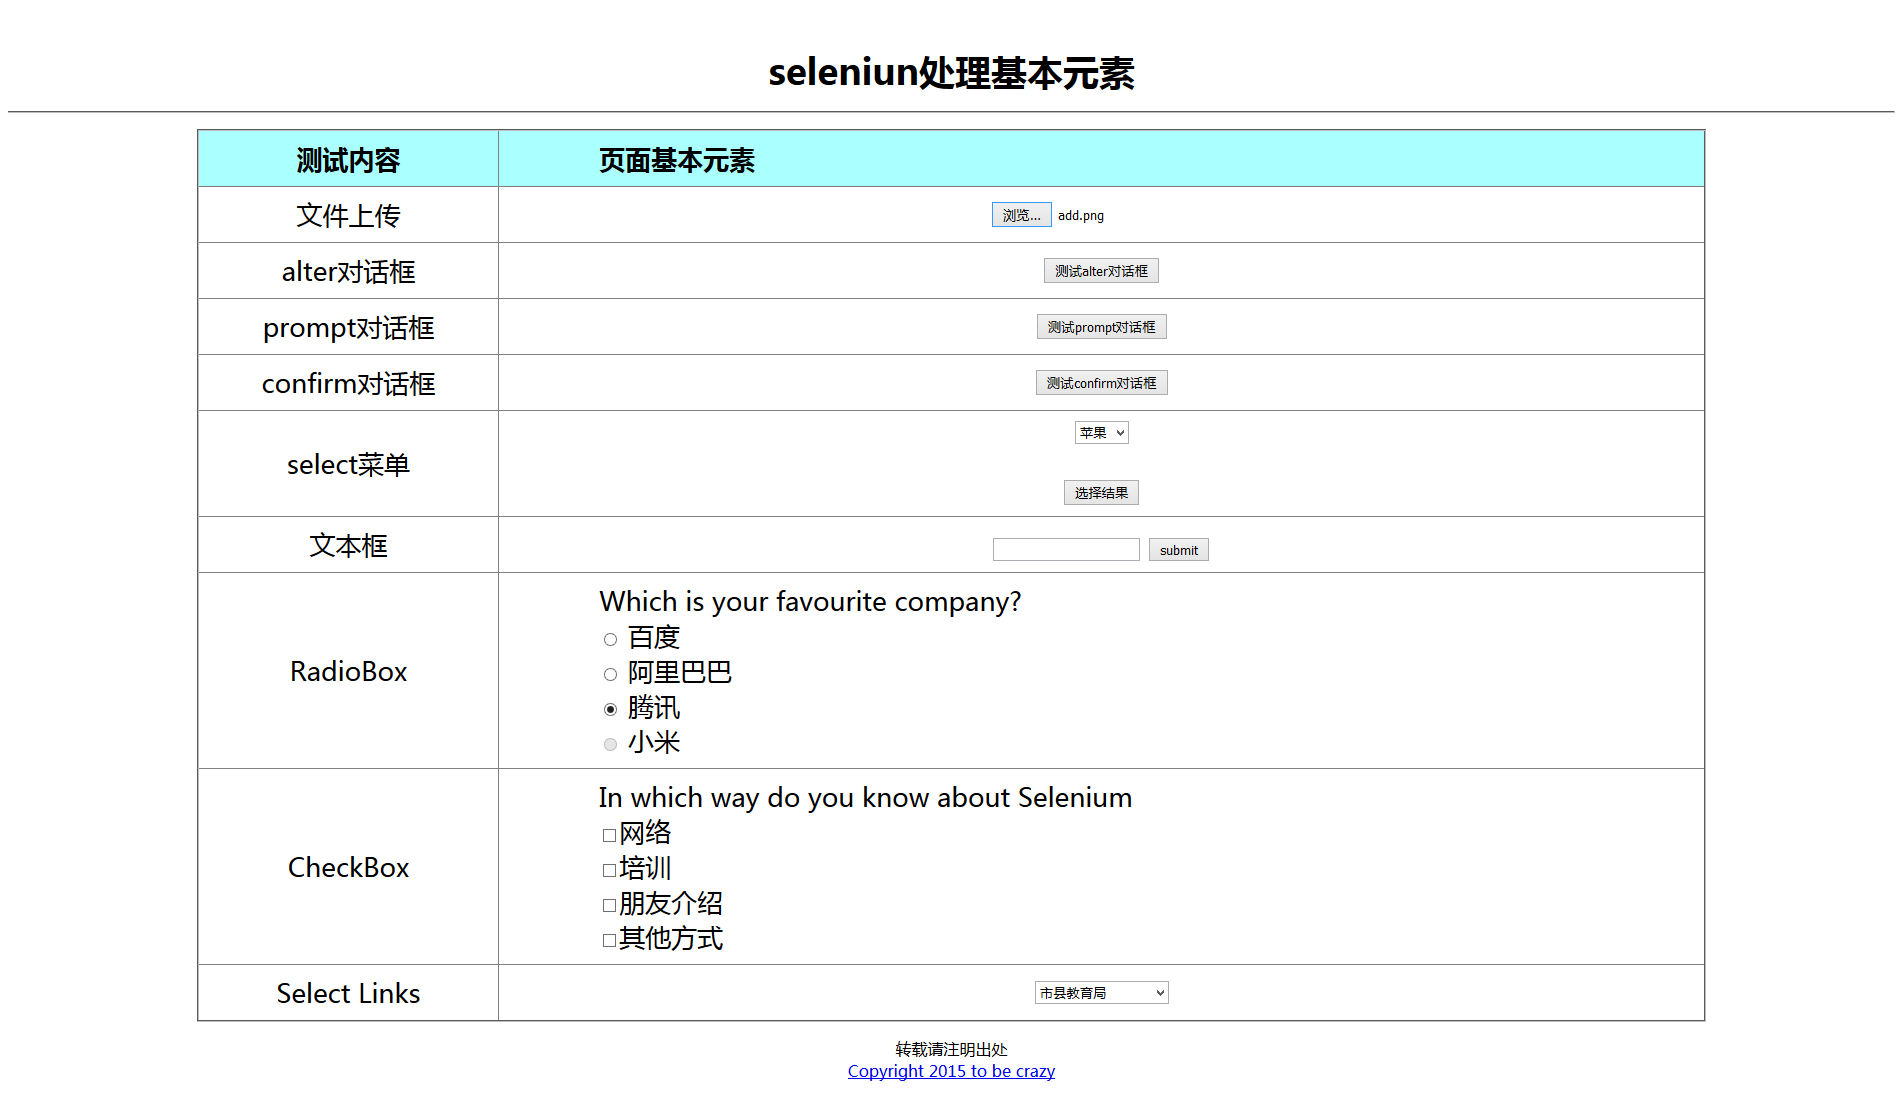 seleniun处理基本元素
测试内容 页面基本元素
文件上传 浏览... add.png
alter对话框 测试alter对话框
prompt对话框 测试prompt对话框
confirm对话框 测试confirm对话框
苹果
select菜单
选择结果
文本框 submit
Which is your favourite company?
百度
RadioBox 阿里巴巴
腾讯
小米
In which way do you know about Selenium
网络
CheckBox 培训
朋友介绍
其他方式
Select Links 市县教育局
转载请注明出处
Copyright 2015 to be crazy